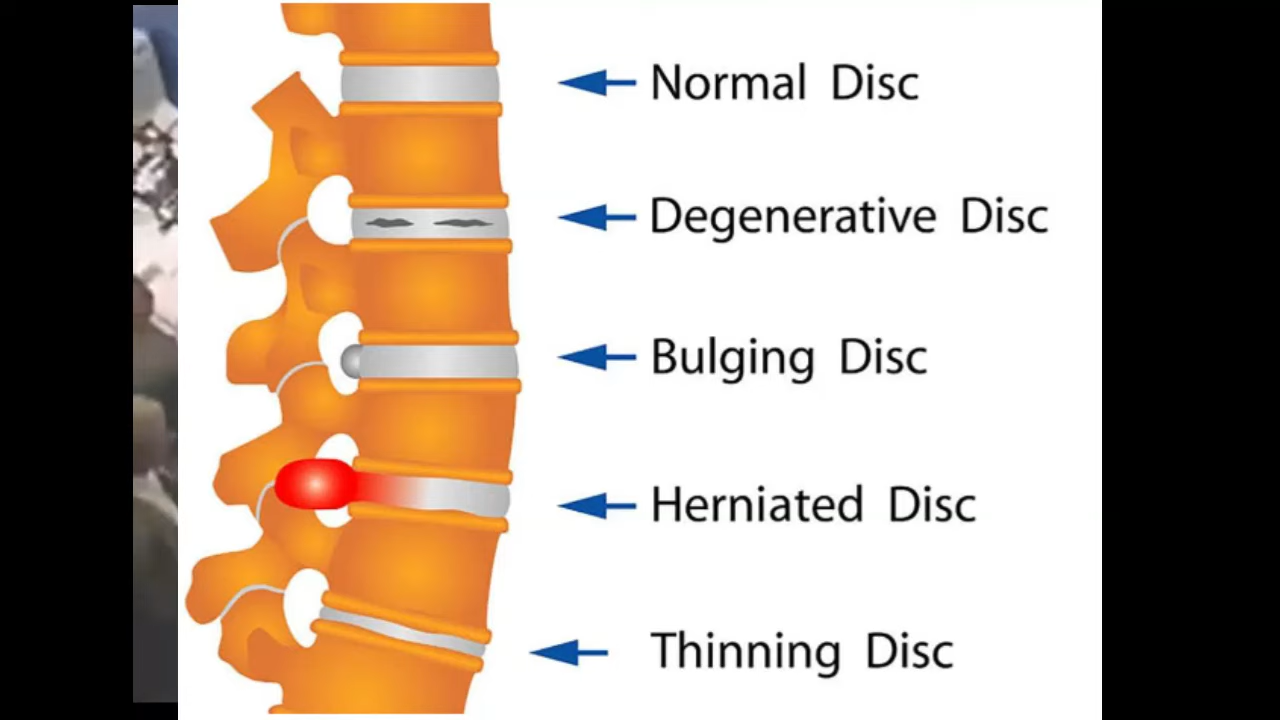 Normal Disc
Degenerative Disc
Bulging Disc
Herniated Disc
Thinning Disc